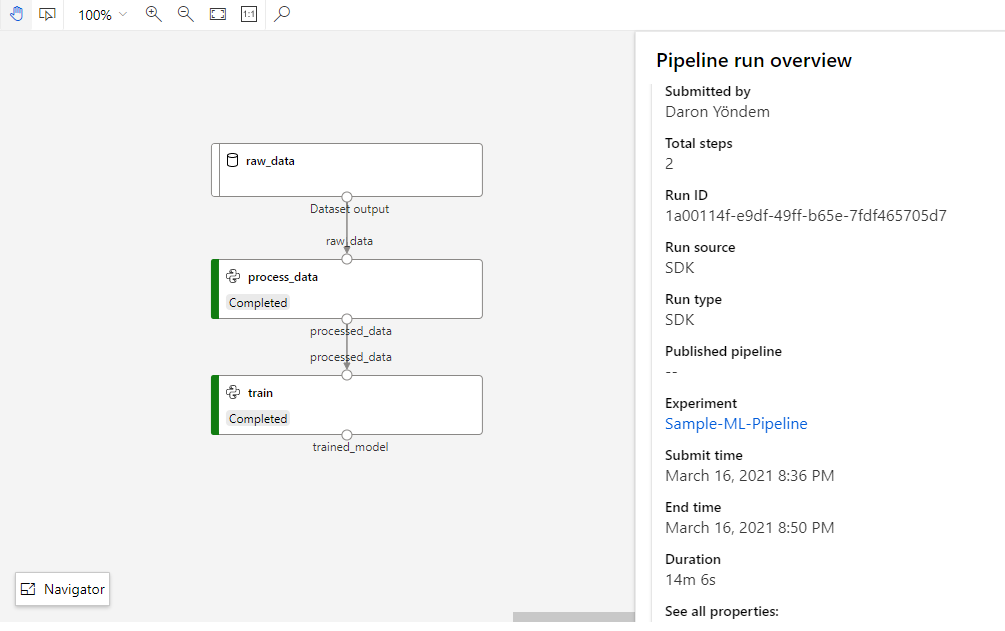 100%
1:1
raw_data
Dataset output
raw_data
process_data
Completed
processed_data
processed_data
train
Completed
trained_model
Navigator
Pipeline run overview
Submitted by
Daron Yöndem
Total steps
2
Run ID
1a00114f-e9df-49ff-b65e-7fdf465705d7
Run source
SDK
Run type
SDK
Published pipeline
--
Experiment
Sample-ML-Pipeline
Submit time
March 16, 2021 8:36 PM
End time
March 16, 2021 8:50 PM
Duration
14m 6s
See all properties: